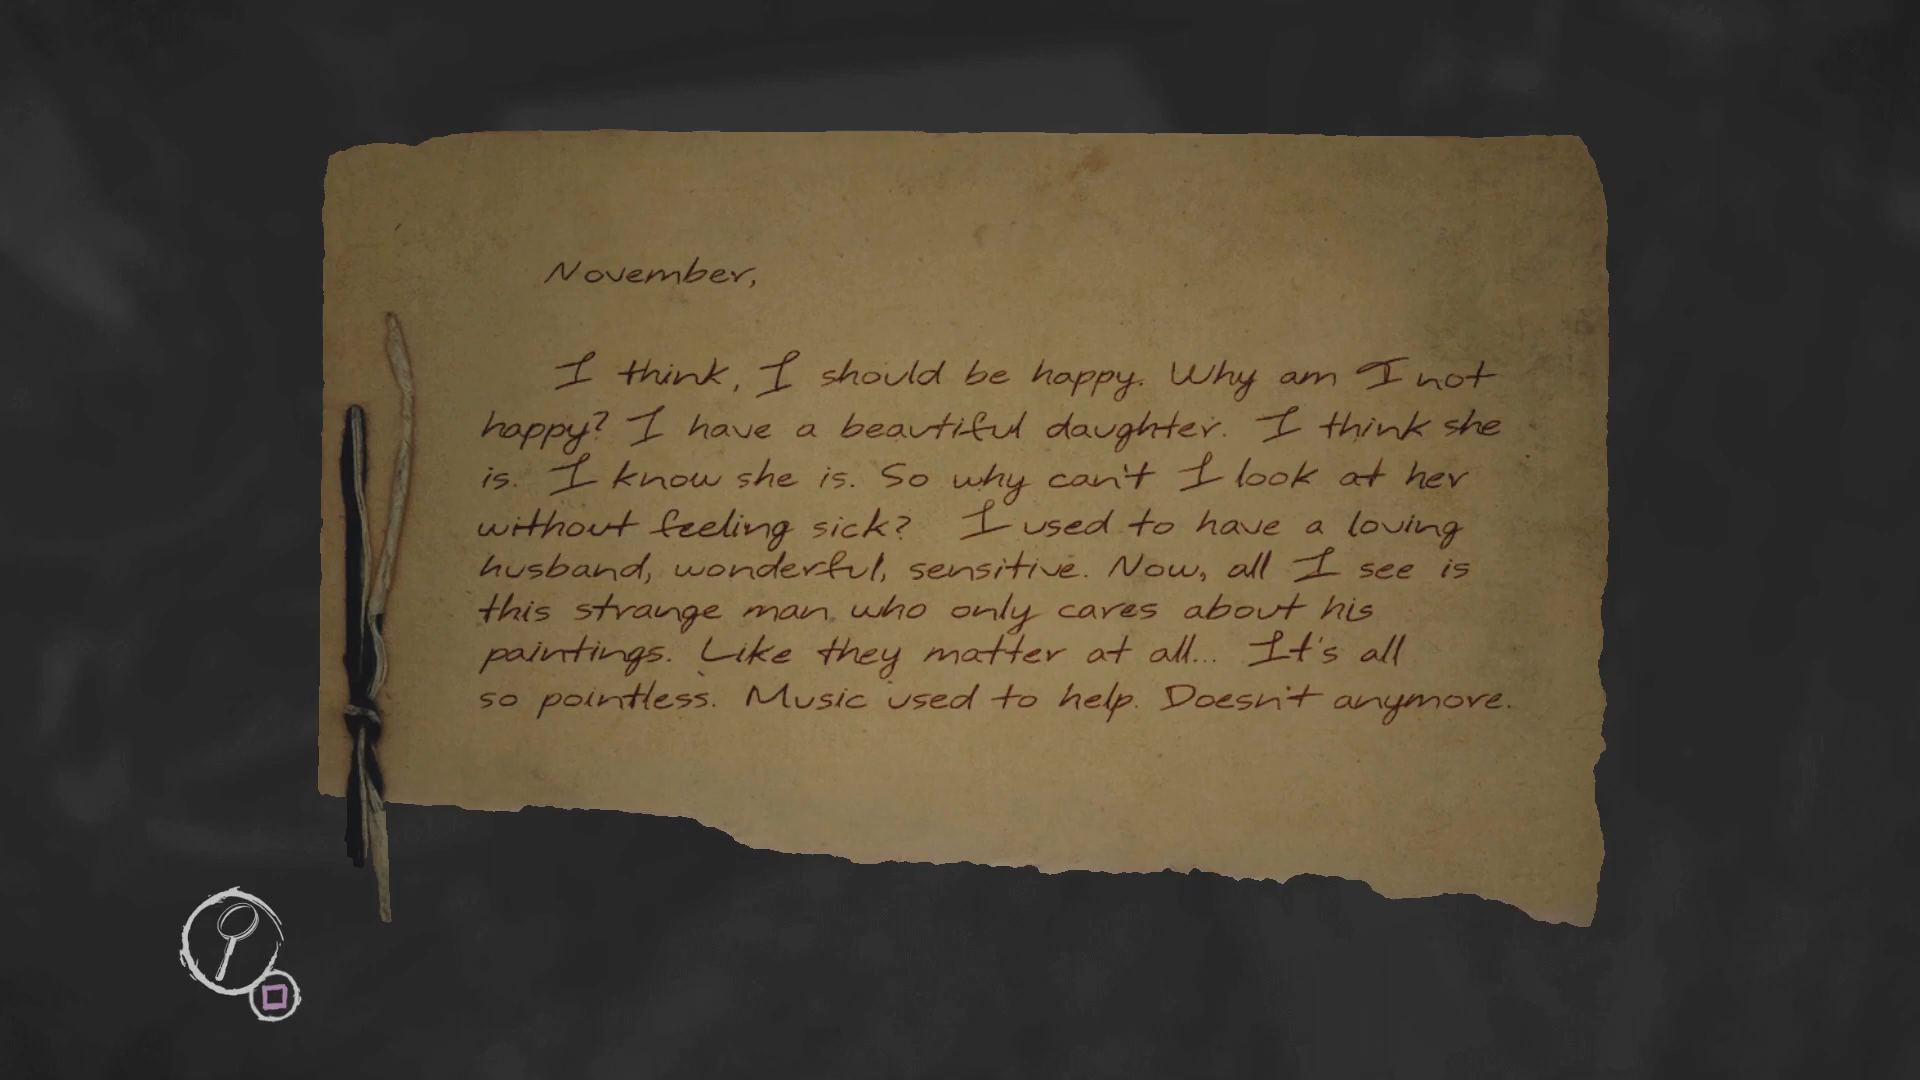 November,
I think, I should be happy. Why am I not
happy? I have a beautiful daughter. I think she
is. I know she is. So why can't I look at her
without feeling sick? I used to have a loving
husband, wonderful, sensitive. Now, all I see is
this strange man who only cares about his
paintings. Like they matter at all... It's all
so pointless. Music used to help. Doesn't anymore.